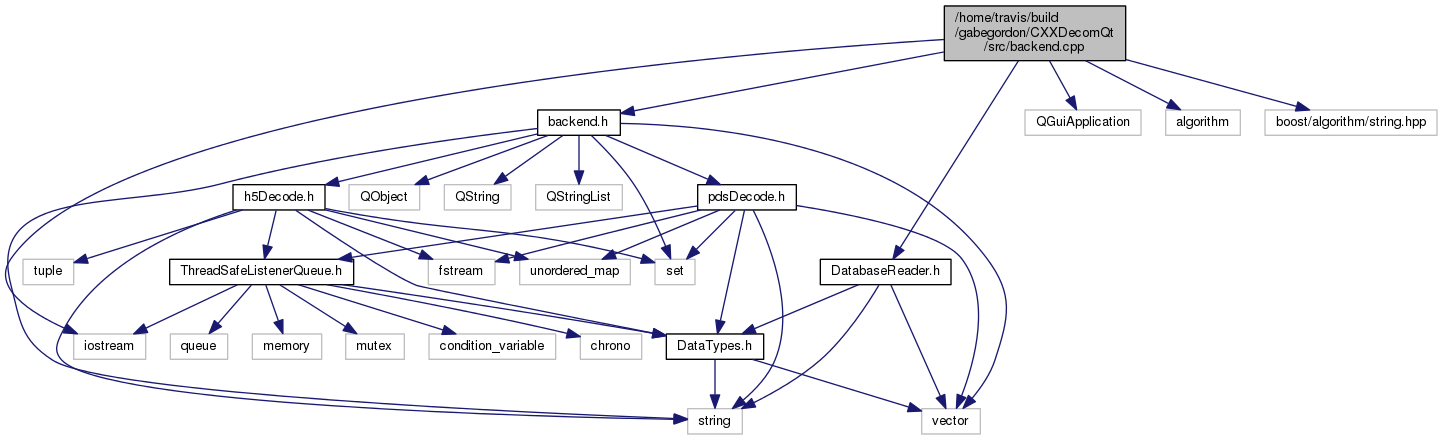 /home/travis/build
/gabegordon/CXXDecomQt
/src/backend.cpp
backend.h
QGuiApplication
algorithm
boost/algorithm/string.hpp
h5Decode.h
QObject
QString
QStringList
pdsDecode.h
tuple
ThreadSafeListenerQueue.h
fstream
unordered_map
set
DatabaseReader.h
iostream
queue
memory
mutex
condition_variable
chrono
DataTypes.h
string
vector